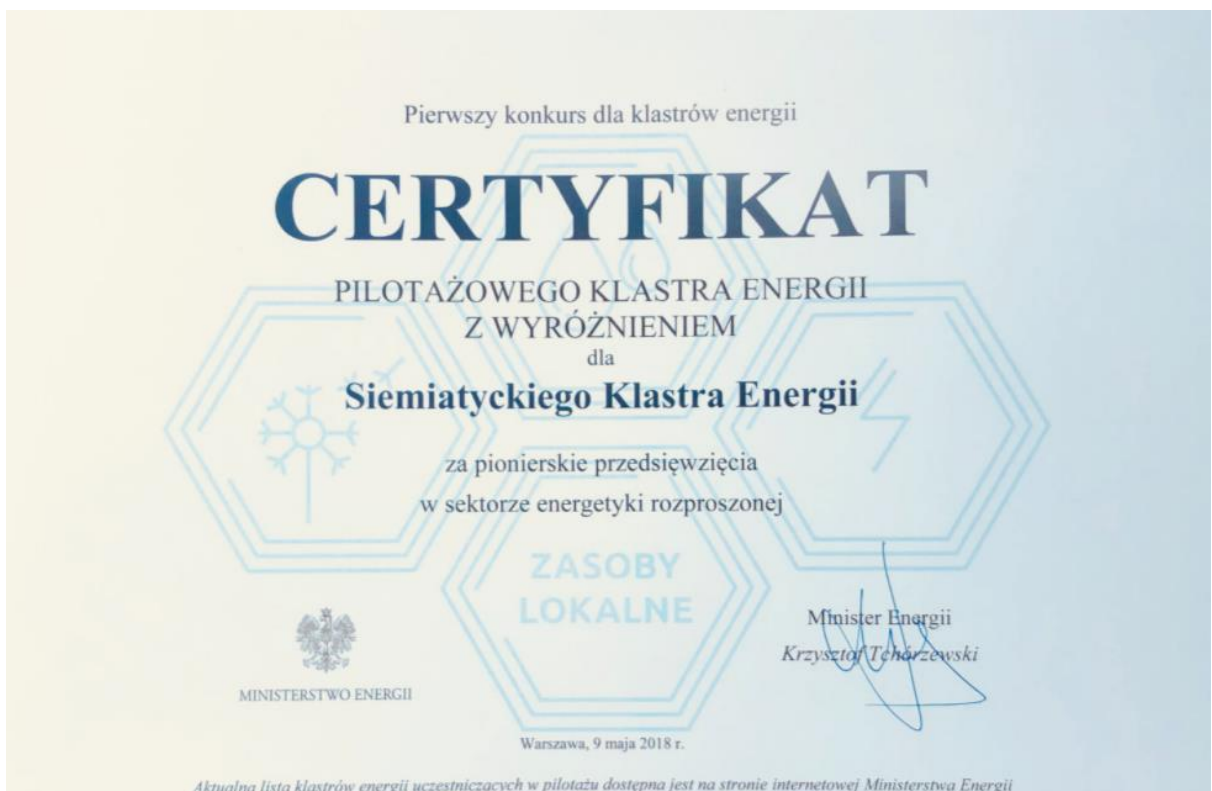 Pierwszy konkurs dla klastrów energii
CERTYFIKAT
PILOTAŻOWEGO KLASTRA ENERGII
Z WYRÓŻNIENIEM
dla
Siemiatyckiego Klastra Energii
za pionierskie przedsięwzięcia
w sektorze energetyki rozproszonej
ZASOBY
LOKALNE
MINISTERSTWO ENERGII
Minister Energii
Krzysztof Tchórzewski
Warszawa, 9 maja 2018 r.
Aktualna lista klastrów energii uczestniczących w pilotażu dostępna jest na stronie internetowej Ministerstwa Energii